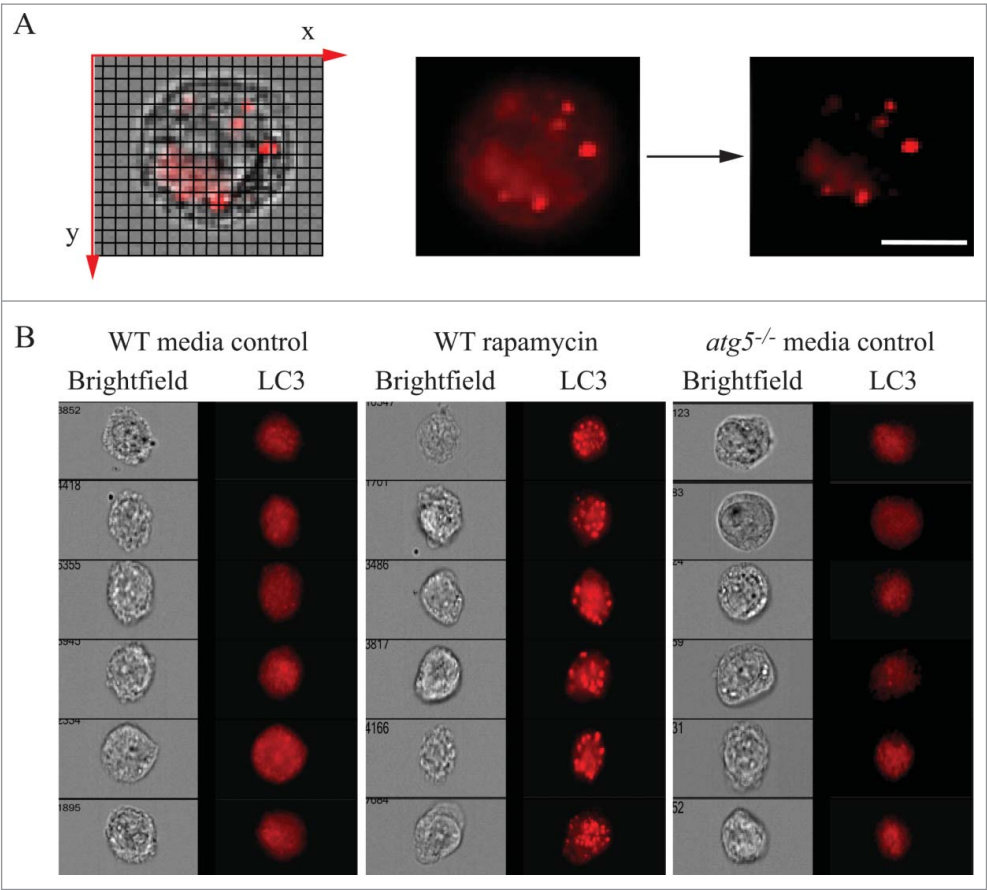 A
x
y
B
WT media control WT rapamycin atg5-/- media control
Brightfield LC3 Brightfield LC3 Brightfield LC3
3852 123
4418 83
3486
3817
4166 31
1895 52